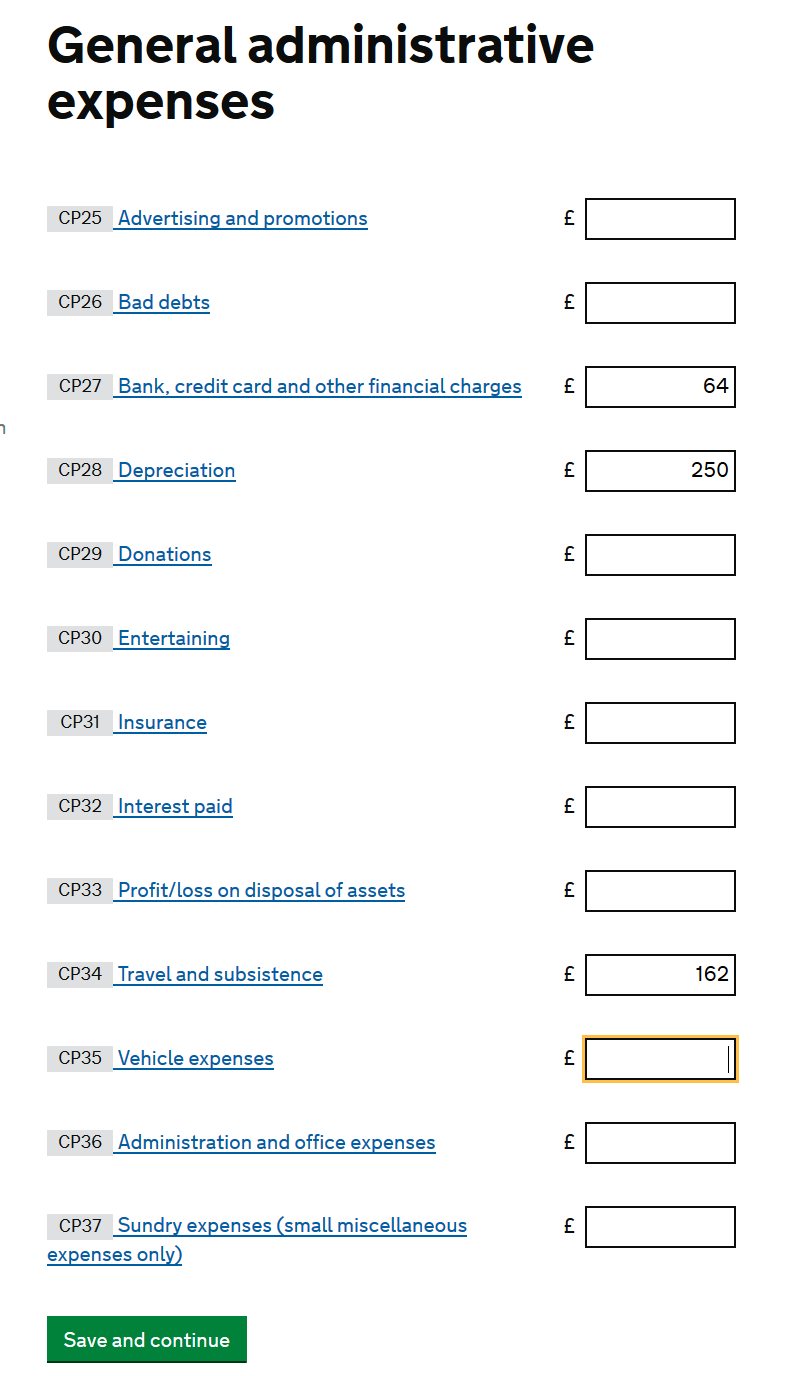 General administrative
expenses
CP25 Advertising and promotions £
CP26 Bad debts £
CP27 Bank, credit card and other financial charges £ 64
n
CP28 Depreciation £ 250
CP29 Donations £
CP30 Entertaining £
CP31 Insurance £
CP32 Interest paid £
CP33 Profit/loss on disposal of assets £
CP34 Travel and subsistence £ 162
CP35 Vehicle expenses £
CP36 Administration and office expenses £
CP37 Sundry expenses (small miscellaneous £
expenses only)
Save and continue